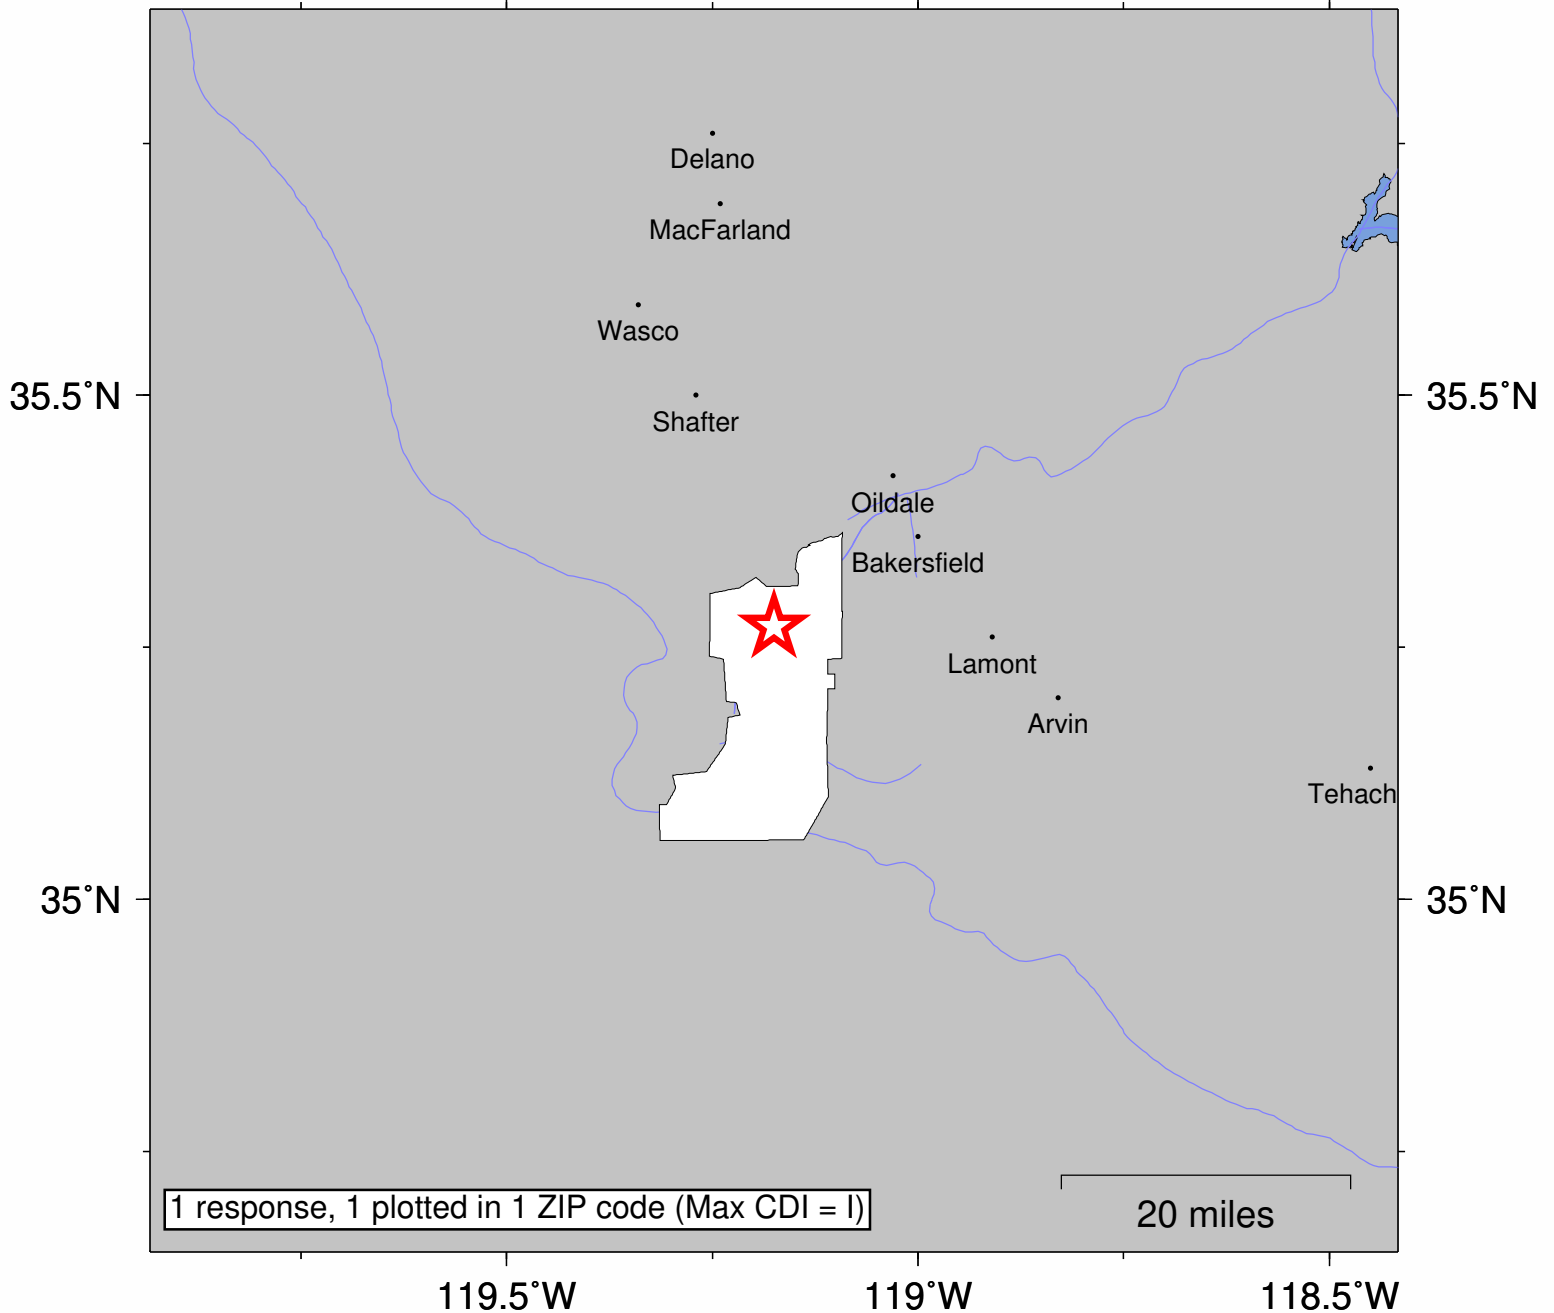 Delano
MacFarland
Wasco
35.5˚N
35.5˚N
Shafter
Oildale
Bakersfield
Lamont
Arvin
Tehach
35˚N
35˚N
1 response, 1 plotted in 1 ZIP code (Max CDI = I)
20 miles
119.5˚W
119˚W
118.5˚W